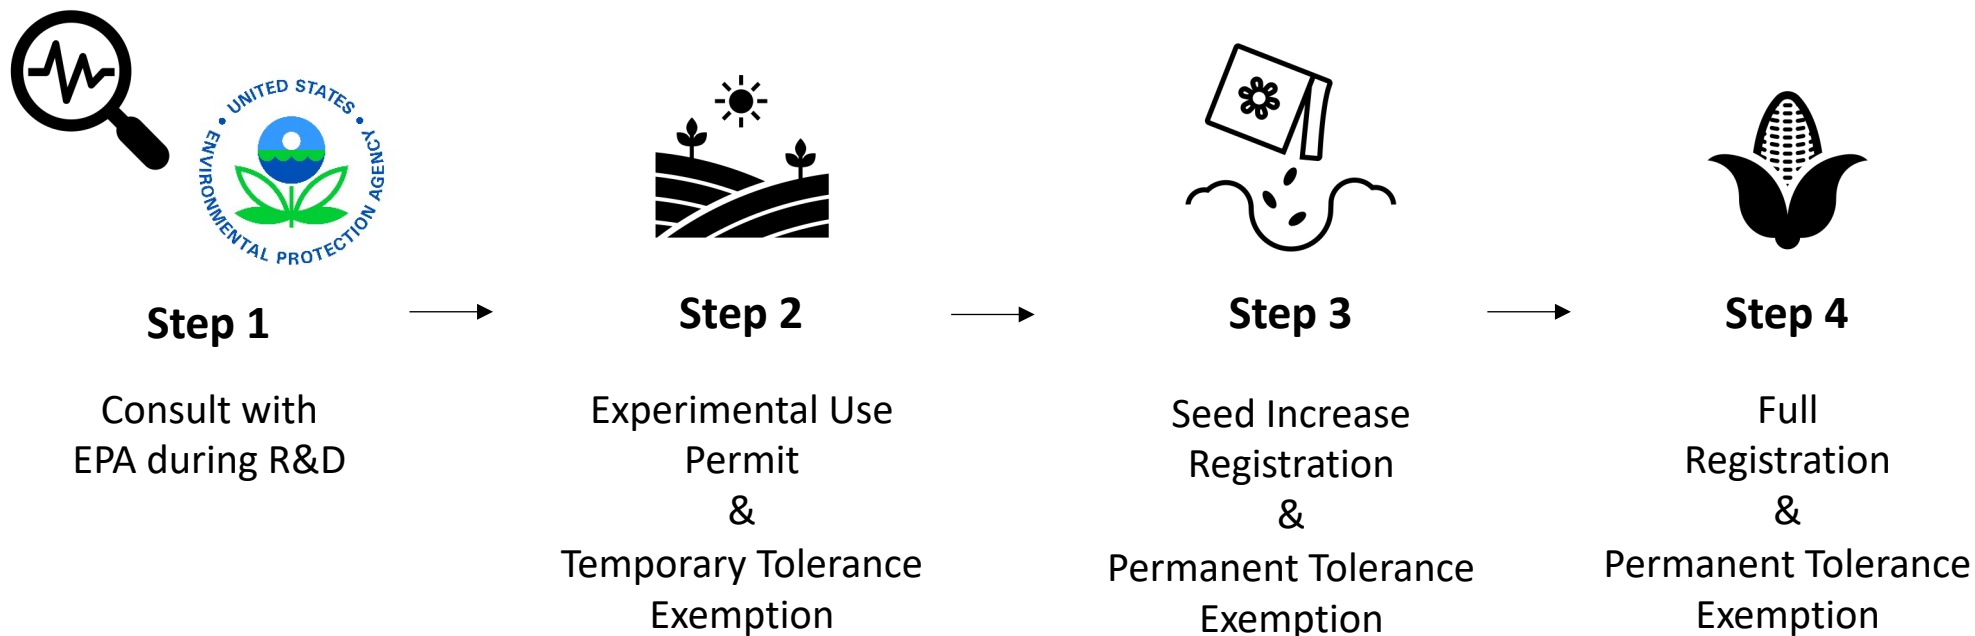 UNITED STATES • ENVIRONMENTAL PROTECTION AGENCY •
Step 1
Consult with
EPA during R&D
Step 2
Experimental Use
Permit
&
Temporary Tolerance
Exemption
Step 3
Seed Increase
Registration
&
Permanent Tolerance
Exemption
Step 4
Full
Registration
&
Permanent Tolerance
Exemption